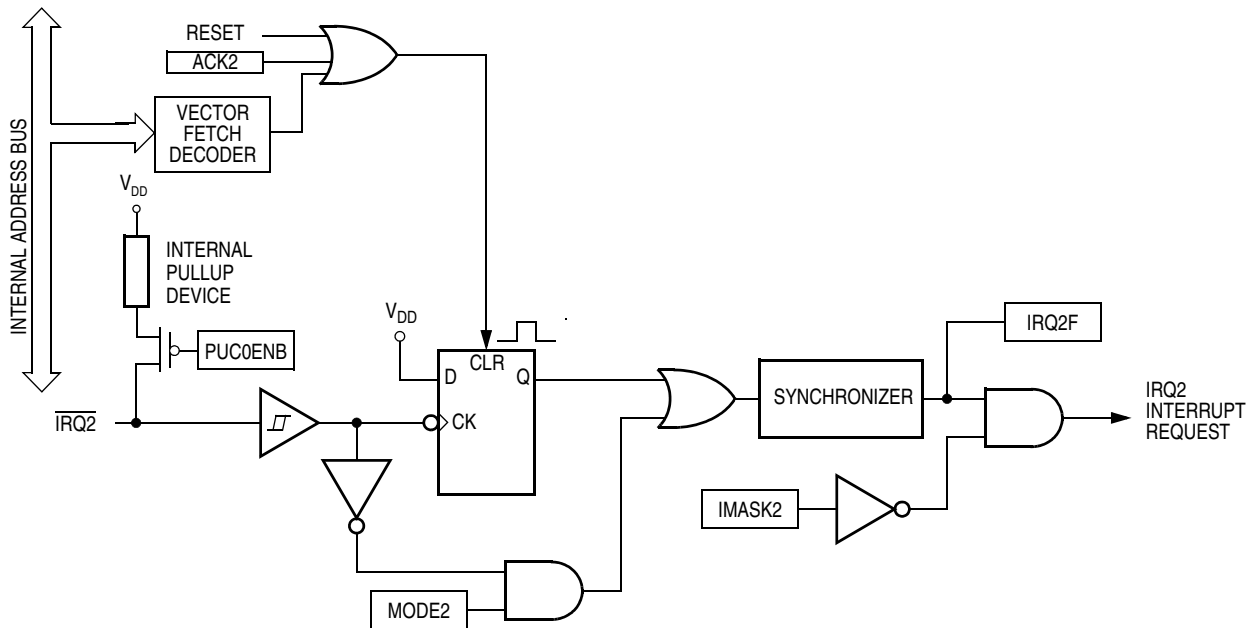 RESET
ACK2
VECTOR
FETCH
DECODER
INTERNAL ADDRESS BUS
VDD
INTERNAL
PULLUP
DEVICE
PUC0ENB
IRQ2
VDD
CLR
D
Q
CK
SYNCHRONIZER
IRQ2F
IRQ2
INTERRUPT
REQUEST
IMASK2
MODE2